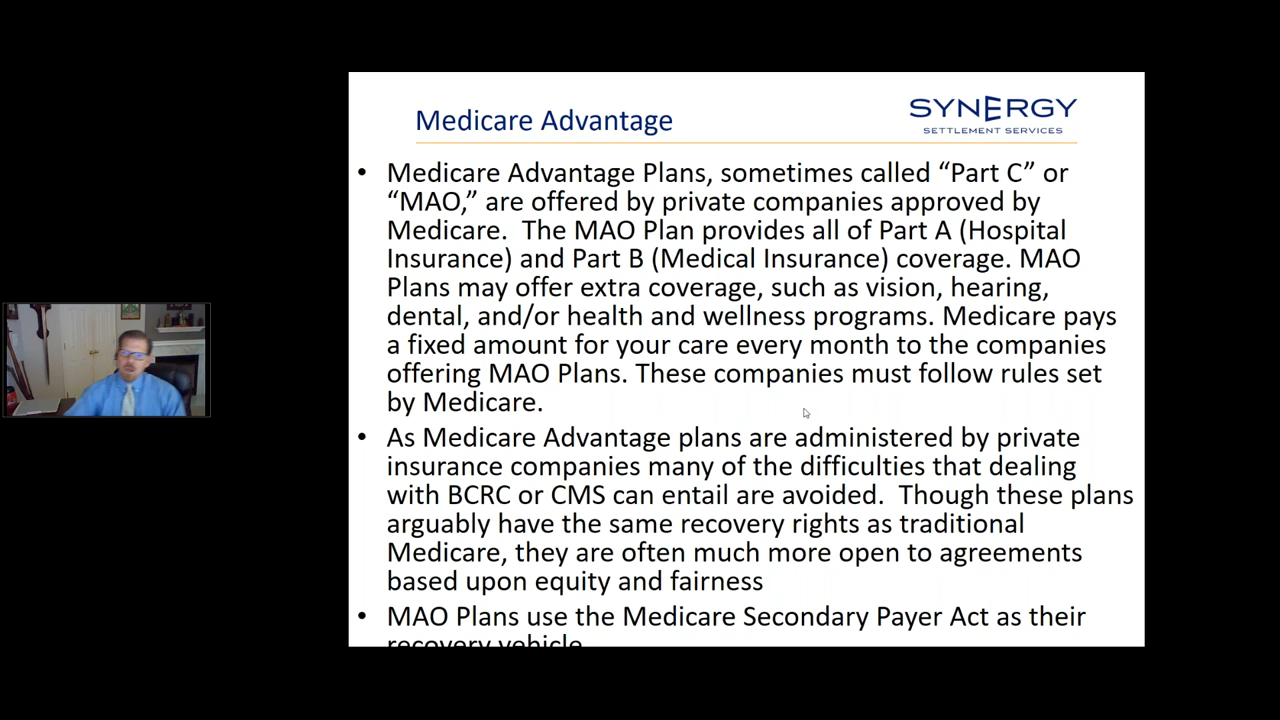 Medicare Advantage
SYNERGY
SETTLEMENT SERVICES
• Medicare Advantage Plans, sometimes called “Part C” or
“MAO,” are offered by private companies approved by
Medicare.  The MAO Plan provides all of Part A (Hospital
Insurance) and Part B (Medical Insurance) coverage. MAO
Plans may offer extra coverage, such as vision, hearing,
dental, and/or health and wellness programs. Medicare pays
a fixed amount for your care every month to the companies
offering MAO Plans. These companies must follow rules set
by Medicare.
• As Medicare Advantage plans are administered by private
insurance companies many of the difficulties that dealing
with BCRC or CMS can entail are avoided.  Though these plans
arguably have the same recovery rights as traditional
Medicare, they are often much more open to agreements
based upon equity and fairness
• MAO Plans use the Medicare Secondary Payer Act as their
recovery vehicle